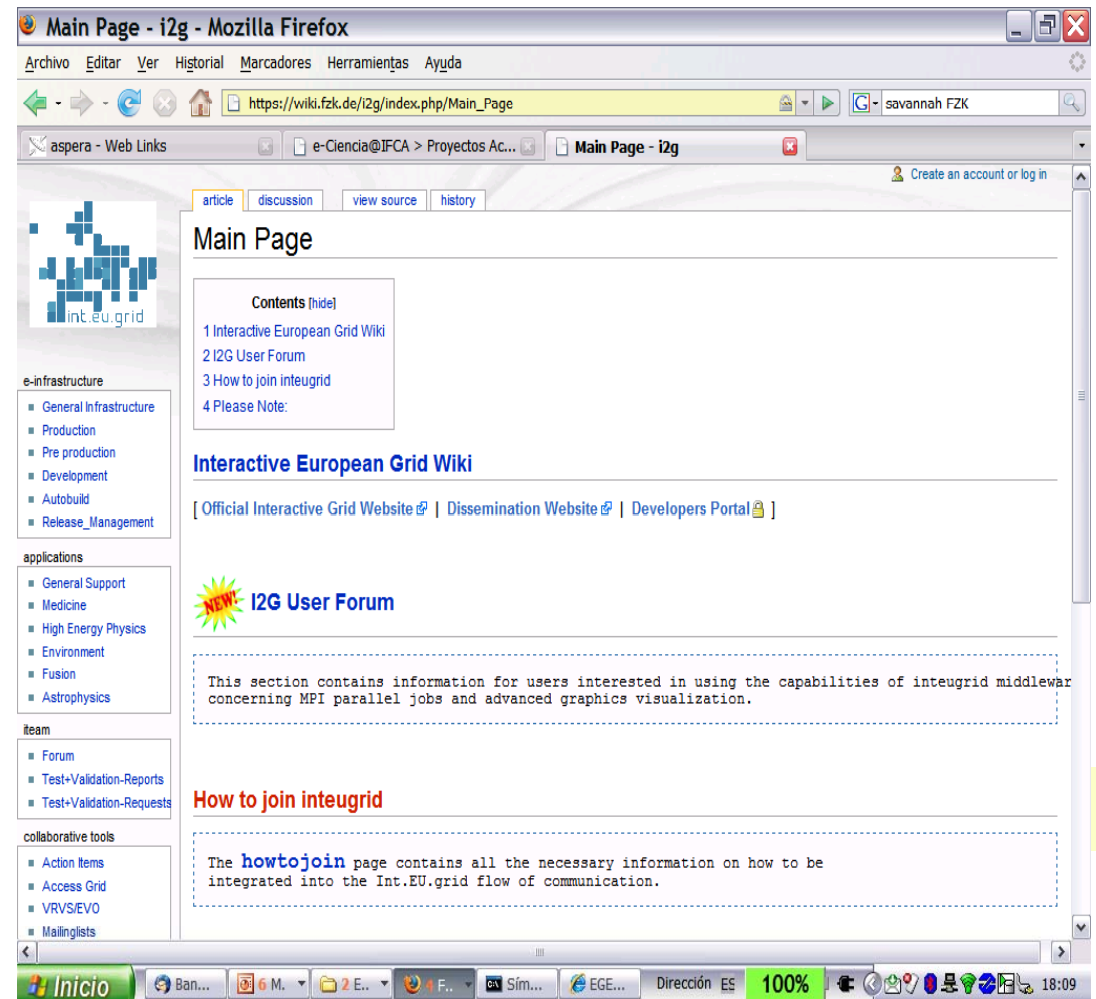 Main Page - i2g - Mozilla Firefox
Archivo Editar Ver Historial Marcadores Herramientas Ayuda
https://wiki.fzk.de/i2g/index.php/Main_Page
G savannah FZK
aspera - Web Links
e-Ciencia@IFCA > Proyectos Ac...
Main Page - i2g
Create an account or log in
article discussion view source history
int.eu.grid
Main Page
Contents [hide]
1 Interactive European Grid Wiki
2 I2G User Forum
3 How to join inteugrid
4 Please Note:
e-infrastructure
General Infrastructure
Production
Pre production
Development
Autobuild
Release_Management
applications
General Support
Medicine
High Energy Physics
Environment
Fusion
Astrophysics
iteam
Forum
Test+Validation-Reports
Test+Validation-Requests
collaborative tools
Action Items
Access Grid
VRVS/EVO
Mailinglists
Interactive European Grid Wiki
[ Official Interactive Grid Website | Dissemination Website | Developers Portal ]
NEW! I2G User Forum
This section contains information for users interested in using the capabilities of inteugrid middlewar
concerning MPI parallel jobs and advanced graphics visualization.
How to join inteugrid
The howtojoin page contains all the necessary information on how to be
integrated into the Int.EU.grid flow of communication.
Inicio Ban... 6 M. 2 E.. 4 F.. Sím... EGE... Dirección ES 100% 18:09